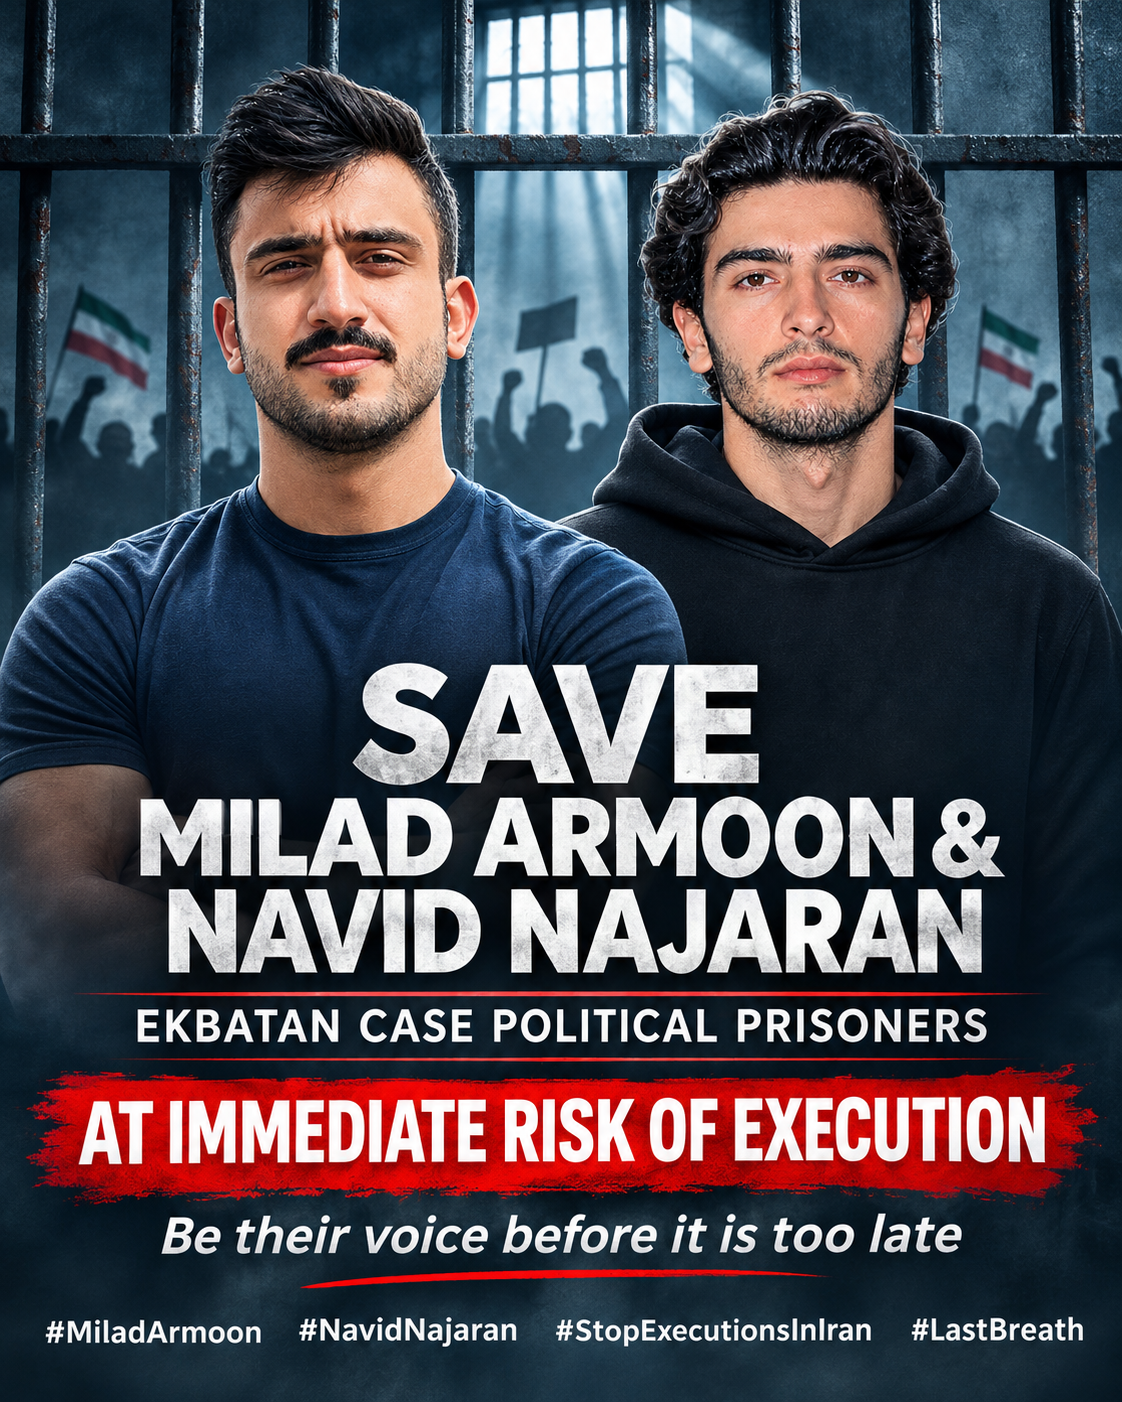 SAVE
MILAD ARMOON &
NAVID NAJARAN
EKBATAN CASE POLITICAL PRISONERS
AT IMMEDIATE RISK OF EXECUTION
Be their voice before it is too late
#MiladArmoon #NavidNajaran #StopExecutionsInIran #LastBreath